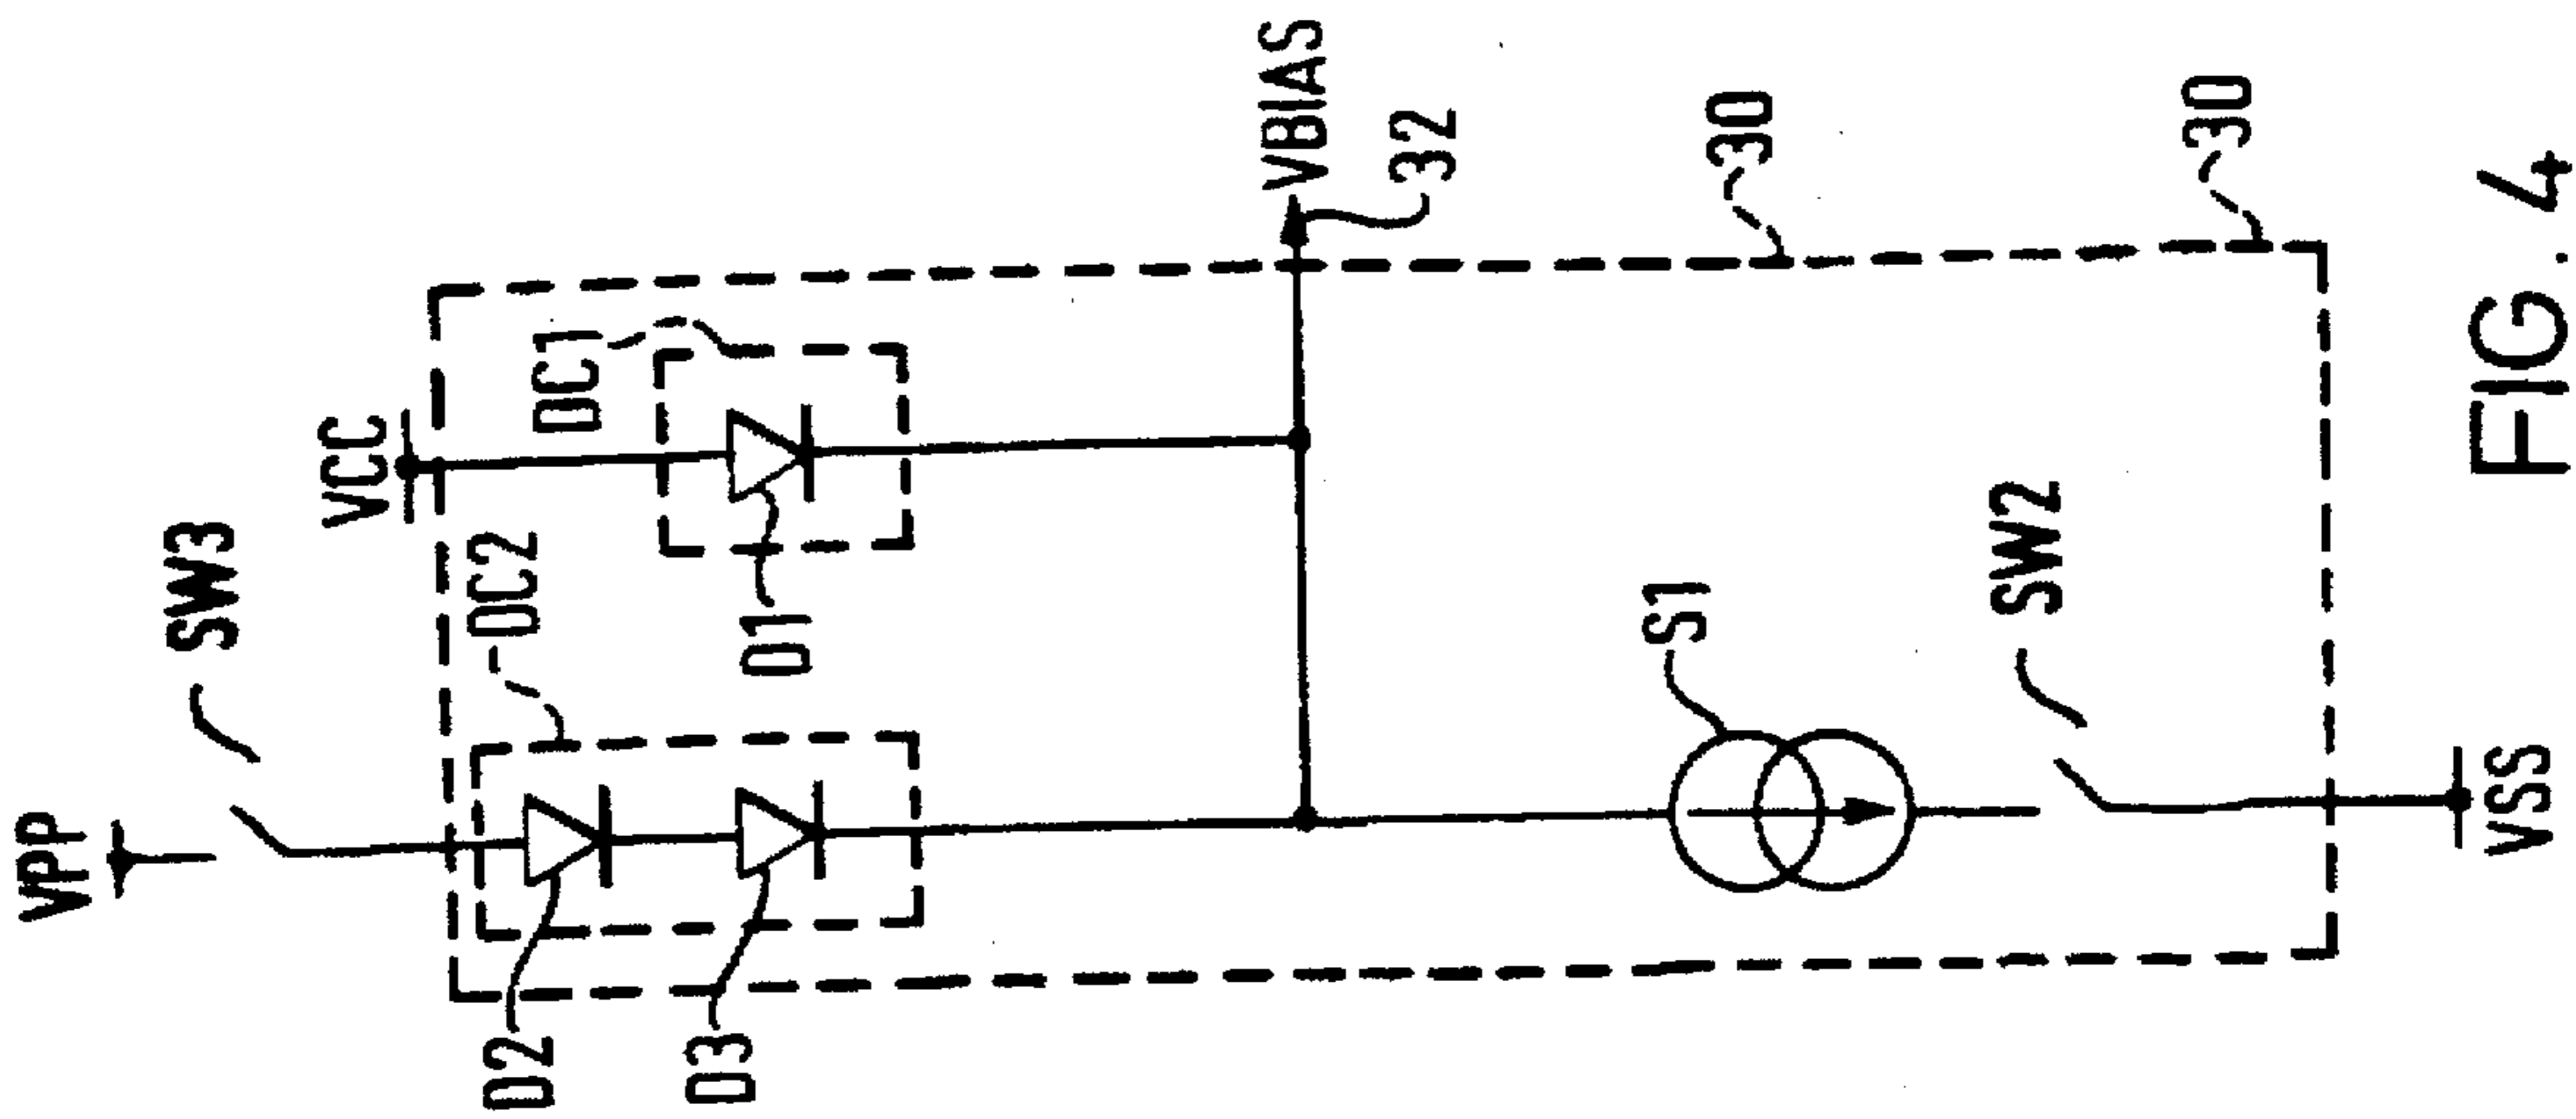 VPP
SW3
VCC
DC2
DC1
D2
D1
D3
VBIAS
32
S1
30
SW2
30
VSS
FIG. 4